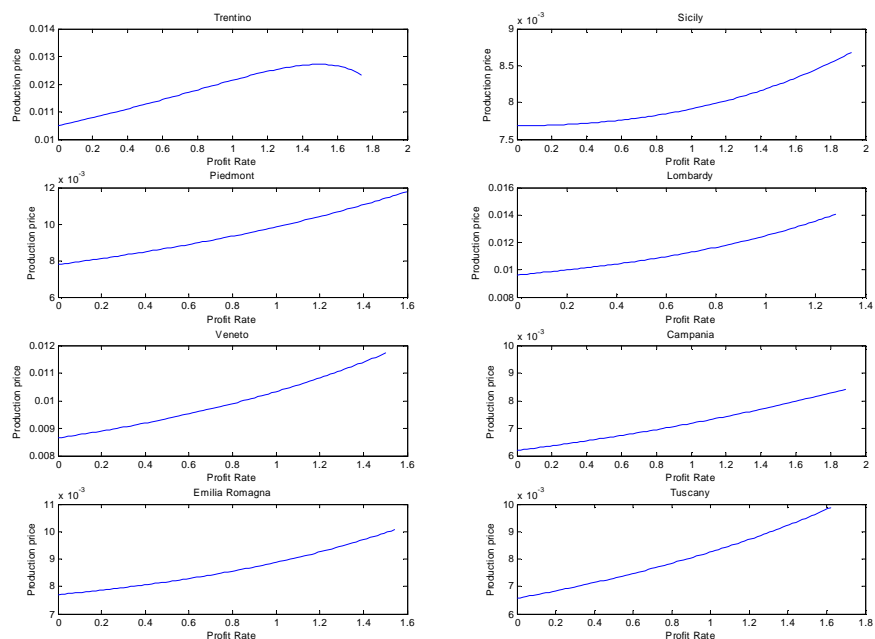 Trentino
0.014
0.013
0.012
0.011
0.01
Production price
0 0.2 0.4 0.6 0.8 1 1.2 1.4 1.6 1.8 2
Profit Rate
Sicily
x 10-3
9
8.5
8
7.5
Production price
0 0.2 0.4 0.6 0.8 1 1.2 1.4 1.6 1.8 2
Profit Rate
Piedmont
x 10-3
12
10
8
6
Production price
0 0.2 0.4 0.6 0.8 1 1.2 1.4 1.6
Profit Rate
Lombardy
0.016
0.014
0.012
0.01
0.008
Production price
0 0.2 0.4 0.6 0.8 1 1.2 1.4
Profit Rate
Veneto
0.012
0.011
0.01
0.009
0.008
Production price
0 0.2 0.4 0.6 0.8 1 1.2 1.4 1.6
Profit Rate
Campania
x 10-3
10
9
8
7
6
Production price
0 0.2 0.4 0.6 0.8 1 1.2 1.4 1.6 1.8 2
Profit Rate
Emilia Romagna
x 10-3
11
10
9
8
7
Production price
0 0.2 0.4 0.6 0.8 1 1.2 1.4 1.6
Profit Rate
Tuscany
x 10-3
10
9
8
7
6
Production price
0 0.2 0.4 0.6 0.8 1 1.2 1.4 1.6 1.8
Profit Rate